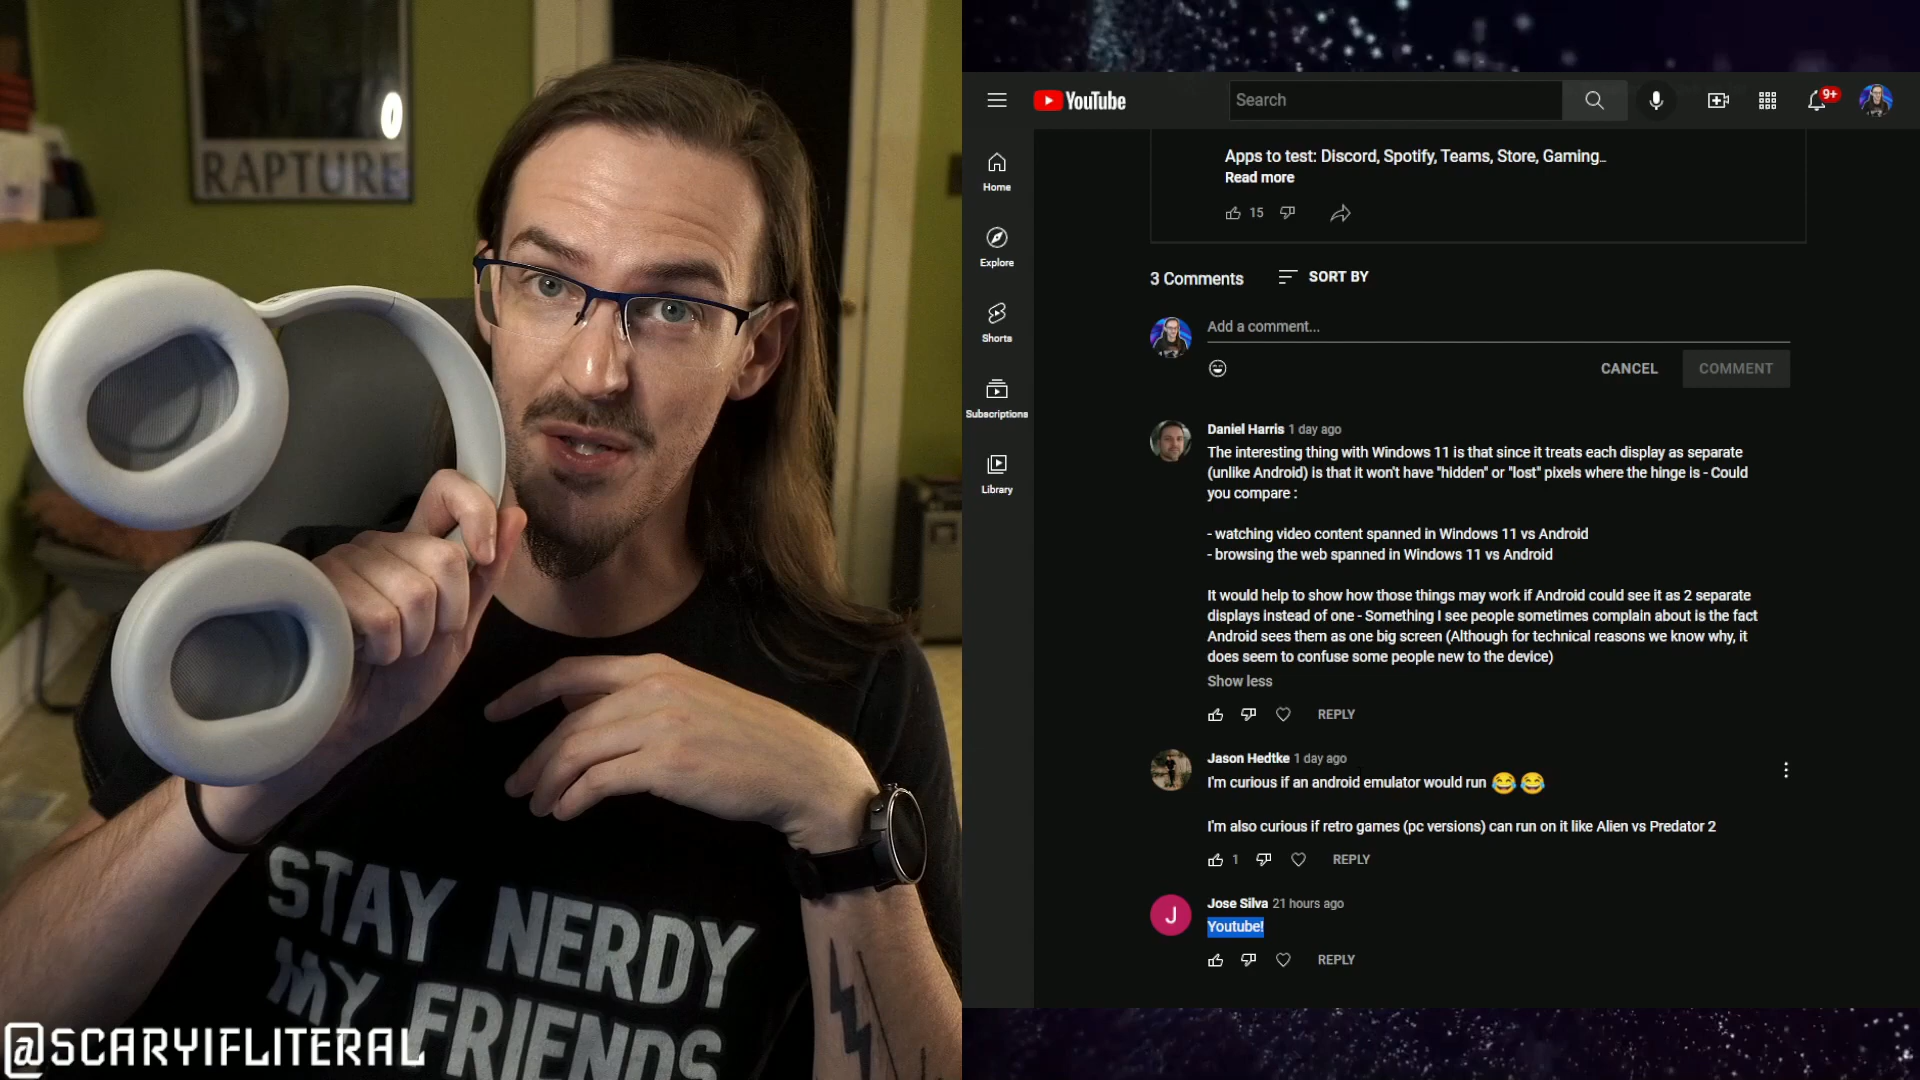 RAPTURE
STAY NERDY
MY FRIENDS
@SCARYIFLITERAL
YouTube
Search
9+
Home
Explore
Shorts
Subscriptions
Library
Apps to test: Discord, Spotify, Teams, Store, Gaming...
Read more
15
3 Comments
SORT BY
Add a comment...
CANCEL
COMMENT
Daniel Harris 1 day ago
The interesting thing with Windows 11 is that since it treats each display as separate
(unlike Android) is that it won't have "hidden" or "lost" pixels where the hinge is - Could
you compare :
- watching video content spanned in Windows 11 vs Android
- browsing the web spanned in Windows 11 vs Android
It would help to show how those things may work if Android could see it as 2 separate
displays instead of one - Something I see people sometimes complain about is the fact
Android sees them as one big screen (Although for technical reasons we know why, it
does seem to confuse some people new to the device)
Show less
REPLY
Jason Hedtke 1 day ago
I'm curious if an android emulator would run 😂 😂
I'm also curious if retro games (pc versions) can run on it like Alien vs Predator 2
1
REPLY
J
Jose Silva 21 hours ago
Youtube!
REPLY